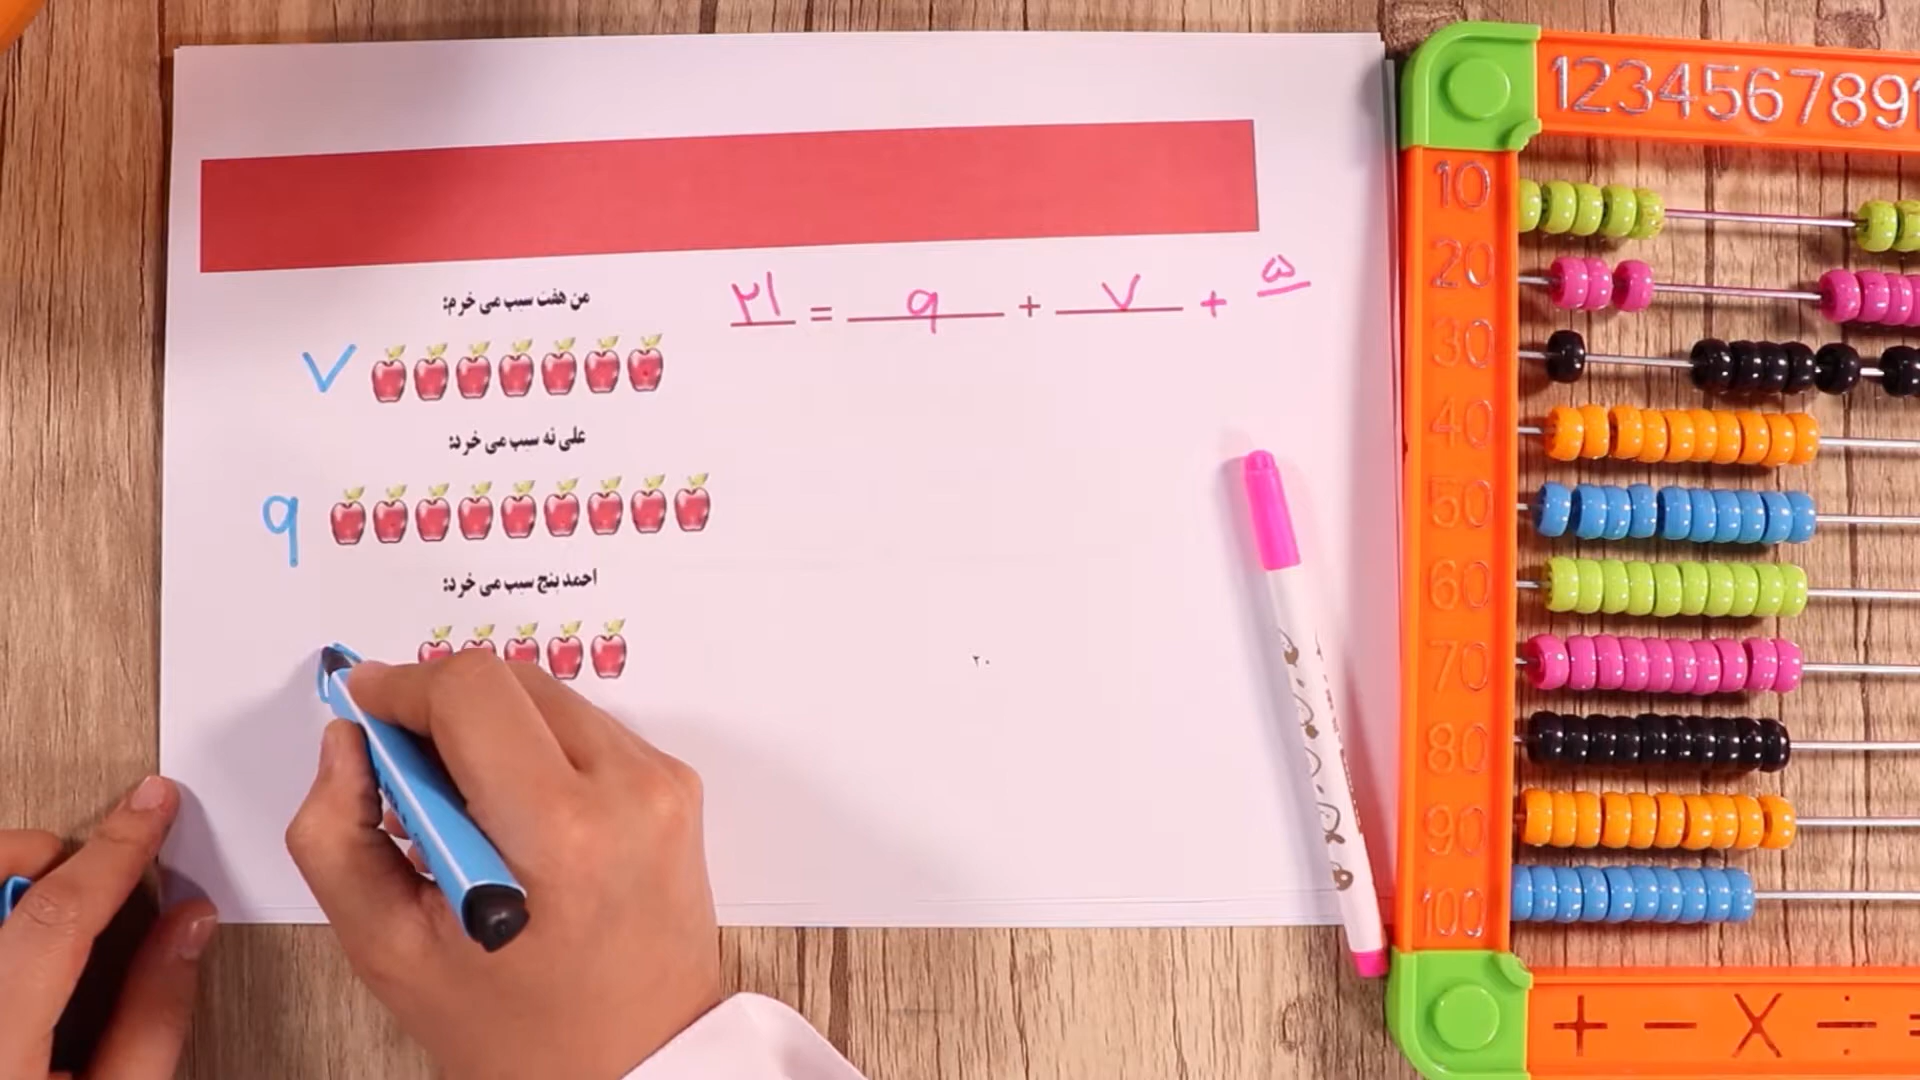 من هفت سیب می خرم:
۷
علی نه سیب می خرد:
۹
احمد پنج سیب می خرد:
۲۱ = ۹ + ۷ + ۵
۲۰
1234567891
10
20
30
40
50
60
70
80
90
100
+ − X ÷ =